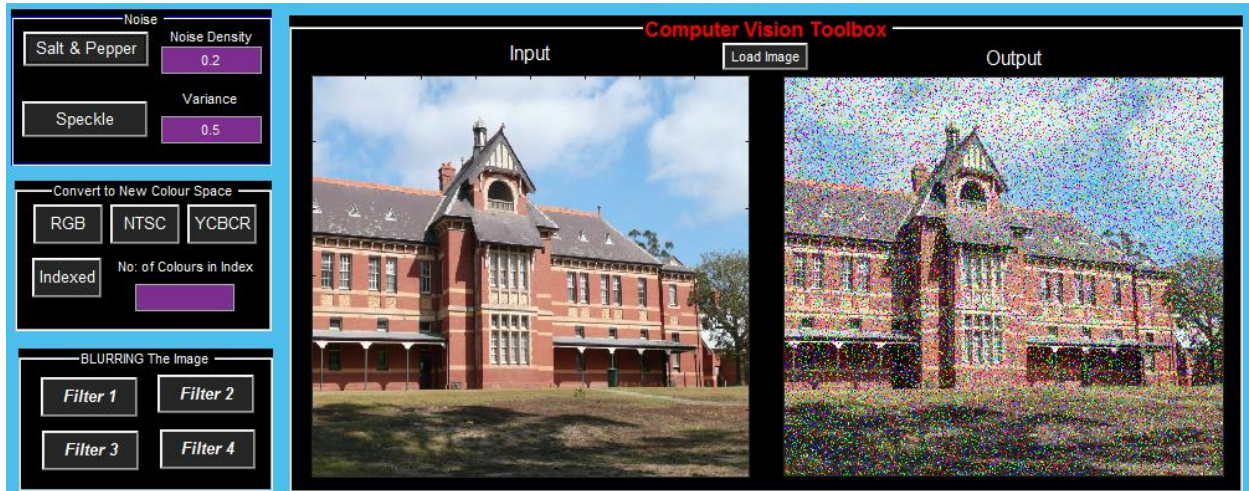 Noise
Salt & Pepper
Noise Density
0.2
Speckle
Variance
0.5
Convert to New Colour Space
RGB
NTSC
YCBCR
Indexed
No: of Colours in Index
BLURRING The Image
Filter 1
Filter 2
Filter 3
Filter 4
Computer Vision Toolbox
Input
Load Image
Output